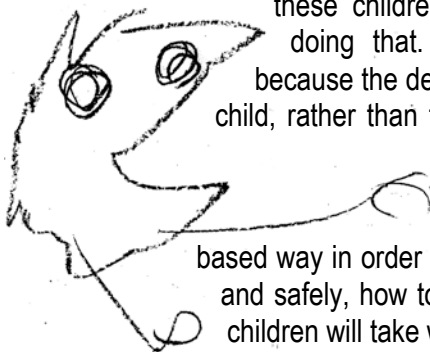 these children
doing that.
because the de
child, rather than
based way in order
and safely, how to
children will take